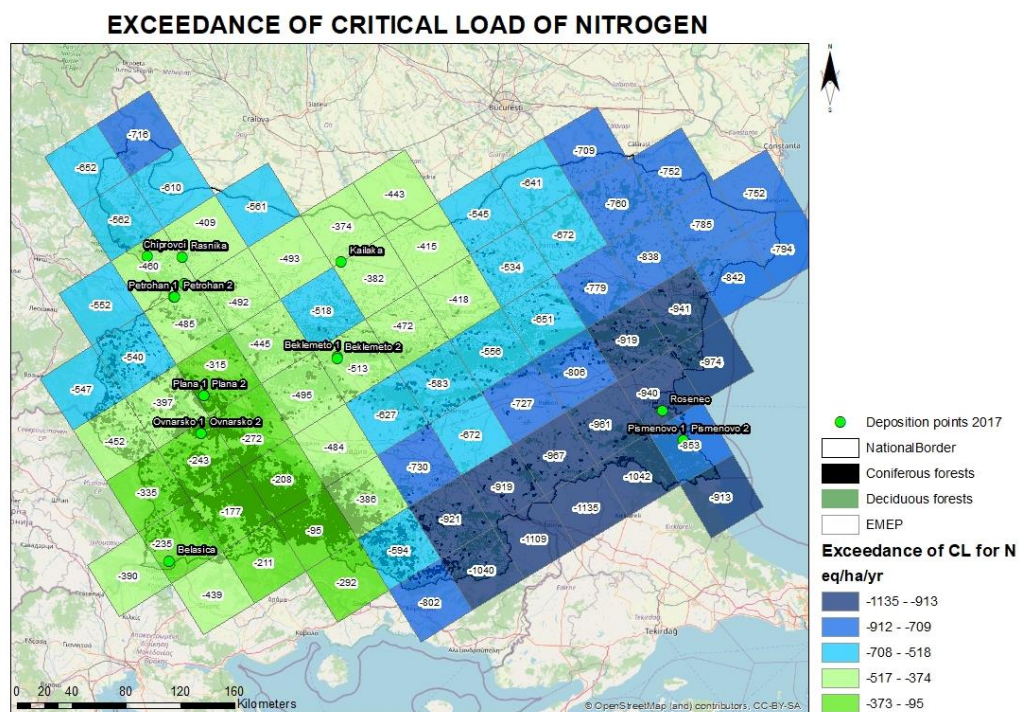 EXCEEDANCE OF CRITICAL LOAD OF NITROGEN
N
S
Craiova
București
Constanta
Călărași
-716
-652
-610
-562
-561
-409
-443
-374
-415
-493
-460
Chiprovci
Rasnika
Kailaka
-382
-418
-545
-641
-709
-752
-752
-760
-785
-794
-672
-534
-838
-842
-779
-552
Petrohan 1
Petrohan 2
-492
-518
-485
-472
-445
Beklemeto 1
Beklemeto 2
-513
-651
-556
-941
-919
-974
-540
-547
-315
-583
-806
Plana 1
Plana 2
-397
-495
-627
-727
-940
Rosenec
Ovnarsko 1
Ovnarsko 2
-452
-272
-484
-672
-961
Pismenovo 1
Pismenovo 2
-853
-243
-730
-967
-335
-208
-386
-919
-1042
-913
-177
-95
-921
-1135
-235
Belasica
-211
-594
-1109
-390
-292
-1040
-439
-802
Tekirdağ
Kırklareli
Deposition points 2017
NationalBorder
Coniferous forests
Deciduous forests
EMEP
Exceedance of CL for N
eq/ha/yr
-1135 - -913
-912 - -709
-708 - -518
-517 - -374
-373 - -95
0 20 40 80 120 160
Kilometers
© OpenStreetMap (and) contributors, CC-BY-SA